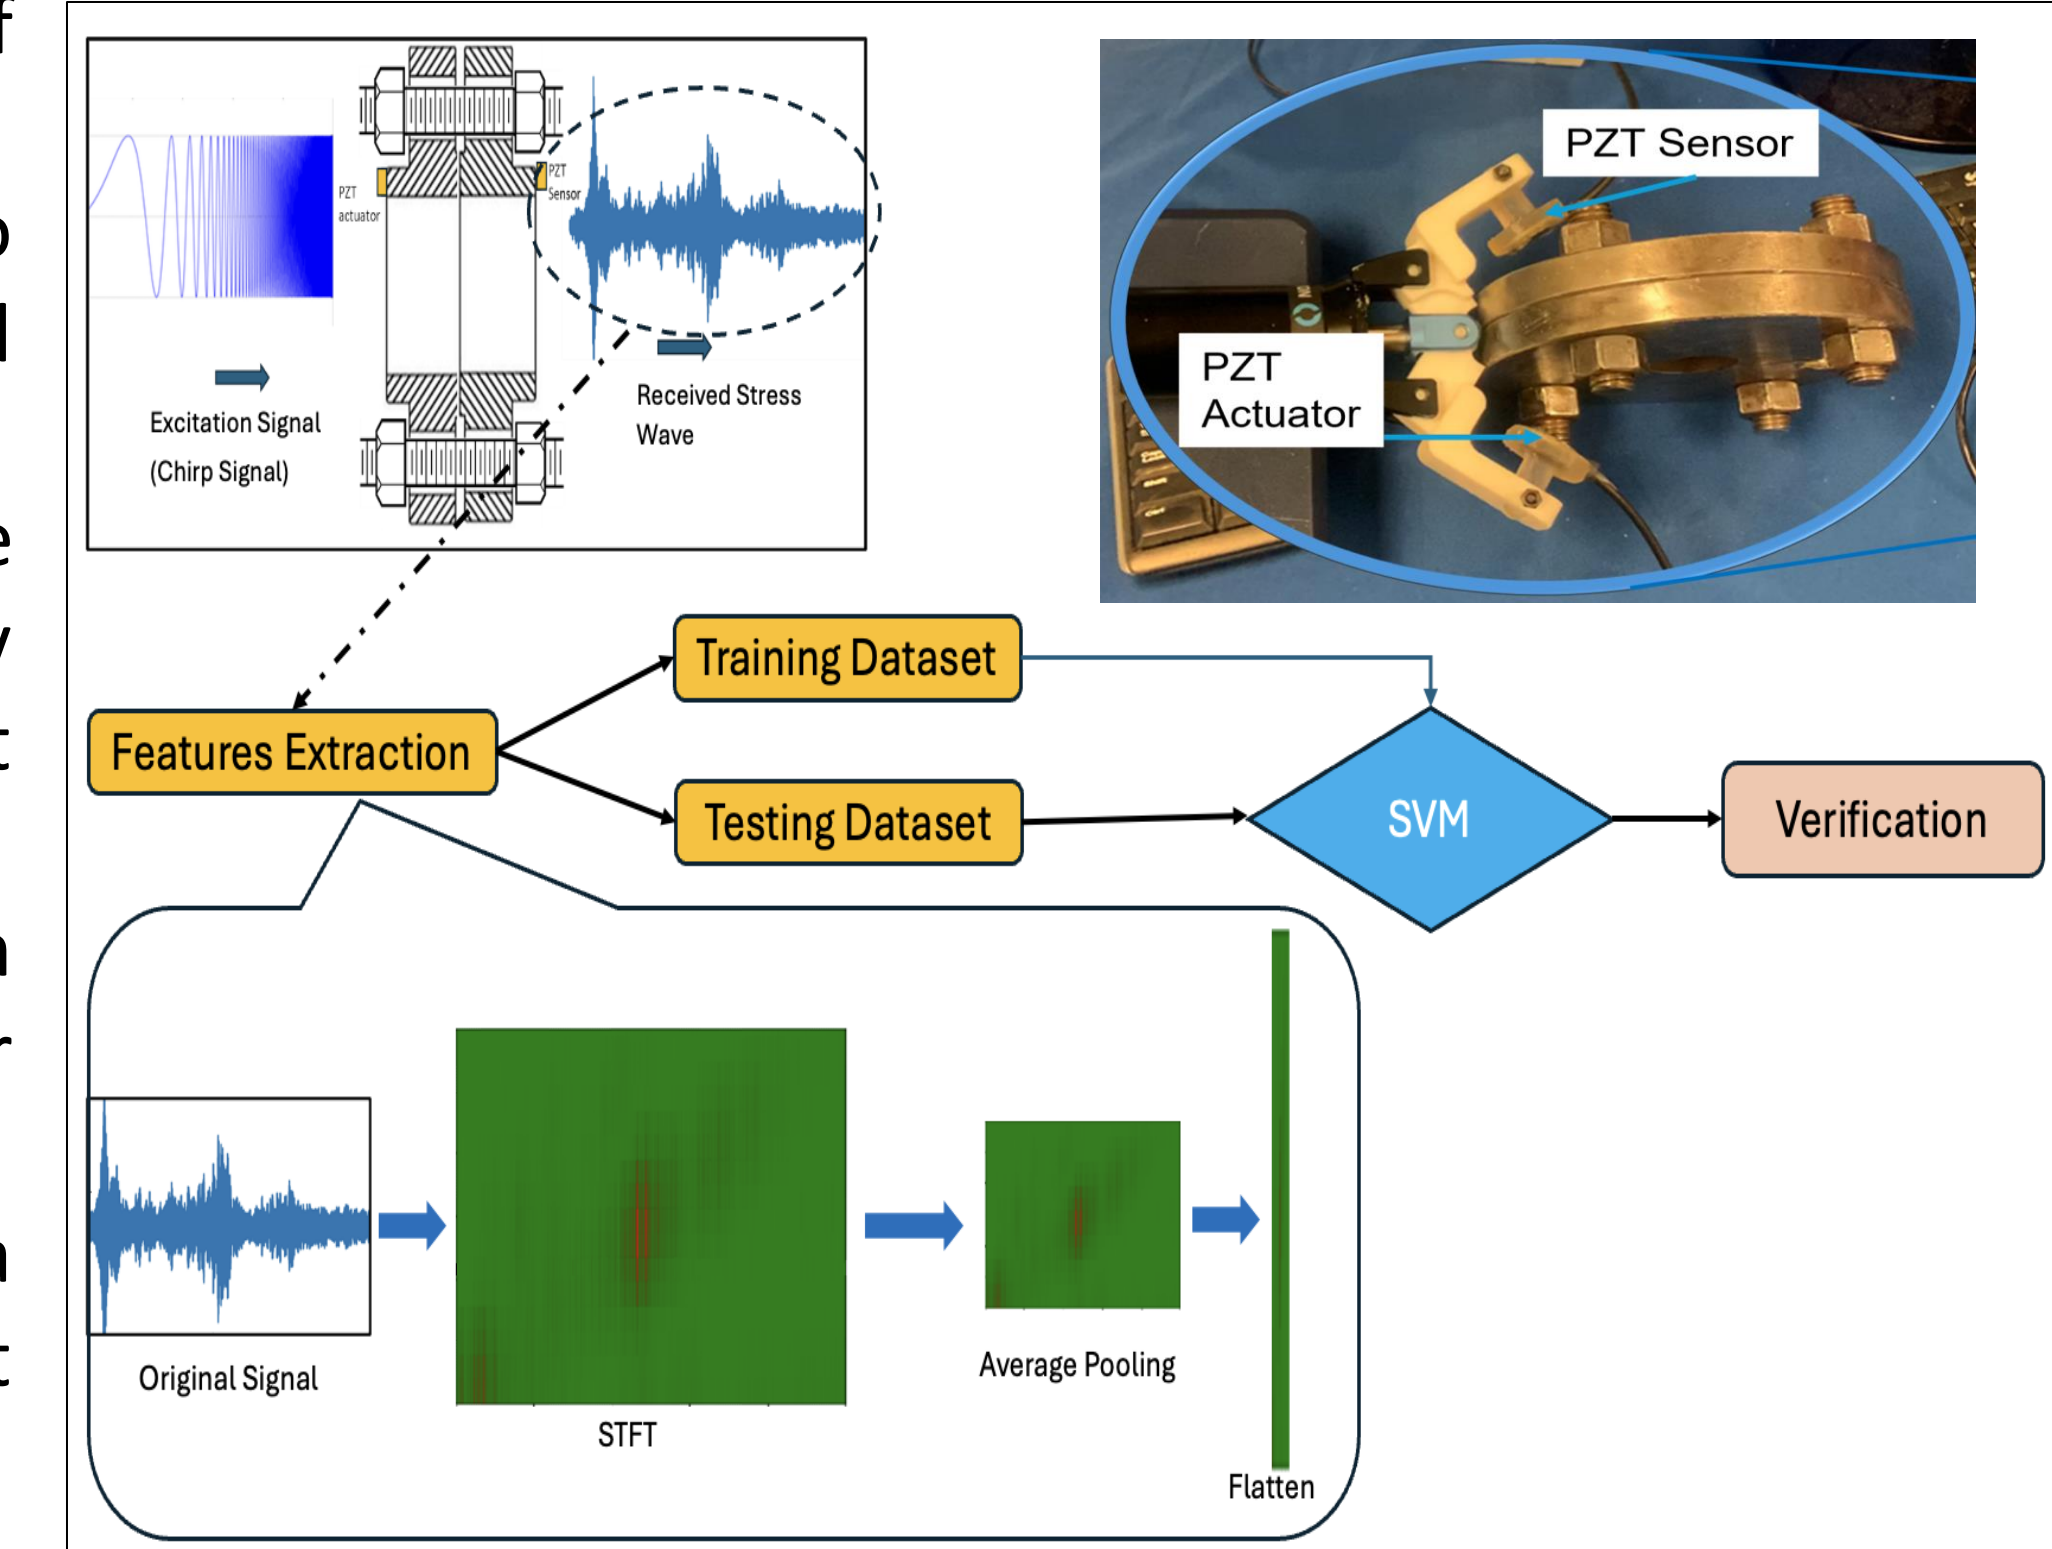 PZT
actuator
PZT
Sensor
Excitation Signal
(Chirp Signal)
Received Stress
Wave
PZT Sensor
PZT
Actuator
Features Extraction
Training Dataset
Testing Dataset
SVM
Verification
Original Signal
STFT
Average Pooling
Flatten